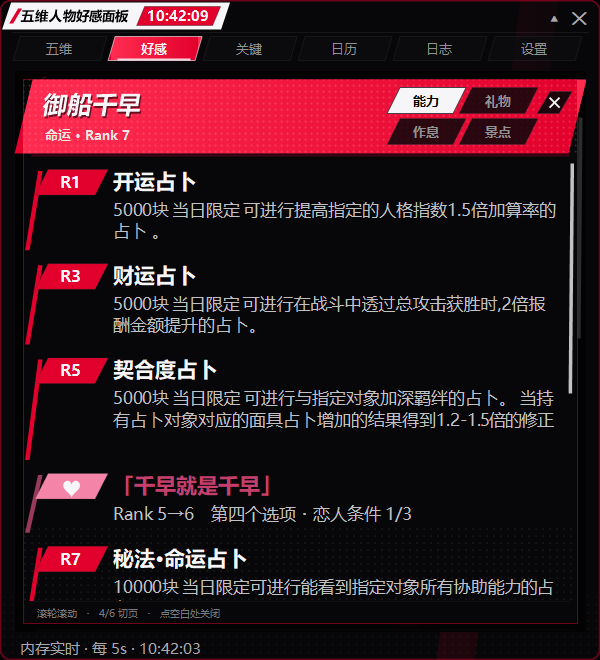 五维人物好感面板 10:42:09
五维 好感 关键 日历 日志 设置
御船千早
命运 • Rank 7
能力 礼物
作息 景点
R1 开运占卜
5000块 当日限定 可进行提高指定的人格指数1.5倍加算率的
占卜 。
R3 财运占卜
5000块 当日限定 可进行在战斗中透过总攻击获胜时,2倍报
酬金额提升的占卜。
R5 契合度占卜
5000块 当日限定 可进行与指定对象加深羁绊的占卜。 当持
有占卜对象对应的面具占卜增加的结果得到1.2-1.5倍的修正
「千早就是千早」
Rank 5→6 第四个选项 · 恋人条件 1/3
R7 秘法•命运占卜
10000块 当日限定可进行能看到指定对象所有协助能力的占
滚轮滚动 · 4/6 切页 · 点空白处关闭
内存实时 · 每 5s · 10:42:03